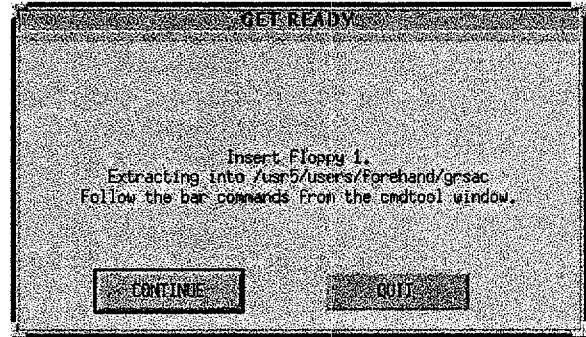 GET READY
Insert Floppy 1.
Extracting into /usr5/users/forehand/grsac
Follow the bar commands from the cmdtool window.
CONTINUE
QUIT